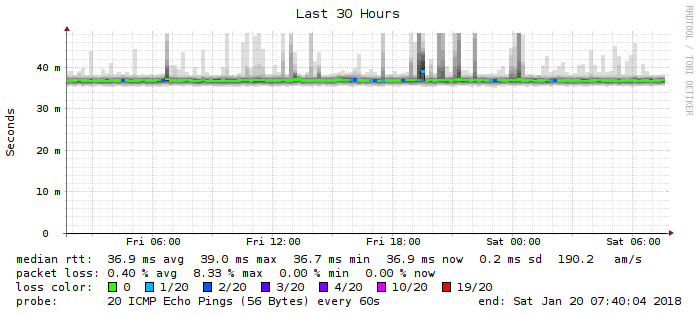 Last 30 Hours
RRDTOOL / TOBI OETIKER
Seconds
40 m
30 m
20 m
10 m
0
Fri 06:00 Fri 12:00 Fri 18:00 Sat 00:00 Sat 06:00
median rtt: 36.9 ms avg 39.0 ms max 36.7 ms min 36.9 ms now 0.2 ms sd 190.2 am/s
packet loss: 0.40 % avg 8.33 % max 0.00 % min 0.00 % now
loss color: 0 1/20 2/20 3/20 4/20 10/20 19/20
probe: 20 ICMP Echo Pings (56 Bytes) every 60s end: Sat Jan 20 07:40:04 2018